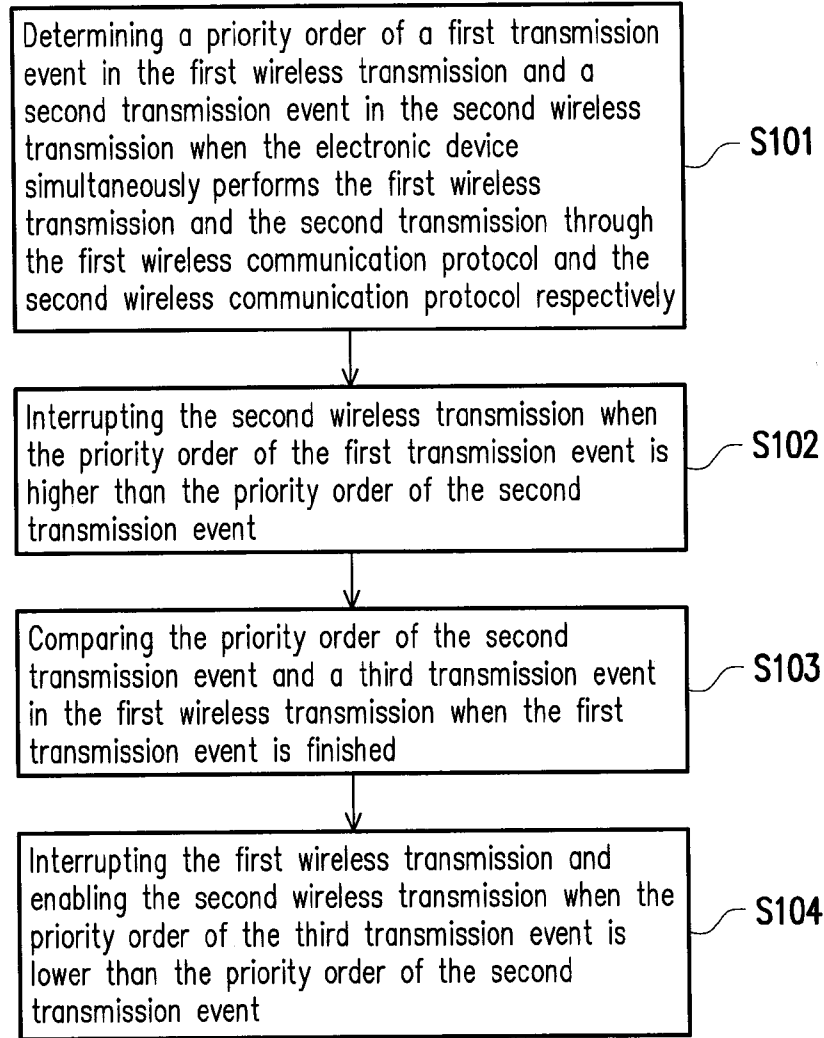 Determining a priority order of a first transmission
event in the first wireless transmission and a
second transmission event in the second wireless
transmission when the electronic device
simultaneously performs the first wireless
transmission and the second transmission through
the first wireless communication protocol and the
second wireless communication protocol respectively
S101
Interrupting the second wireless transmission when
the priority order of the first transmission event is
higher than the priority order of the second
transmission event
S102
Comparing the priority order of the second
transmission event and a third transmission event
in the first wireless transmission when the first
transmission event is finished
S103
Interrupting the first wireless transmission and
enabling the second wireless transmission when the
priority order of the third transmission event is
lower than the priority order of the second
transmission event
S104